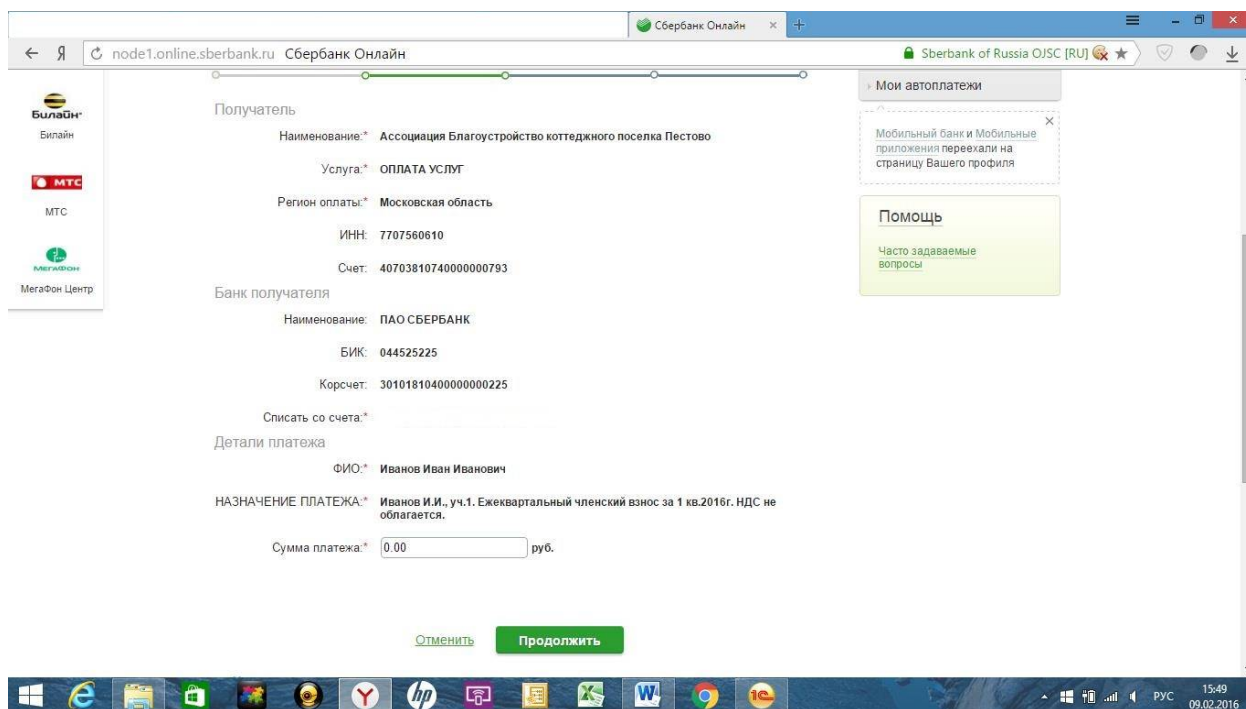 Сбербанк Онлайн
node1.online.sberbank.ru Сбербанк Онлайн
Sberbank of Russia OJSC [RU]
Билайн
Билайн
МТС
МТС
МЕГАФОН
МегаФон Центр
Получатель
Наименование:* Ассоциация Благоустройство коттеджного поселка Пестово
Услуга:* ОПЛАТА УСЛУГ
Регион оплаты:* Московская область
ИНН: 7707560610
Счет: 40703810740000000793
Банк получателя
Наименование: ПАО СБЕРБАНК
БИК: 044525225
Корсчет: 30101810400000000225
Списать со счета:*
Детали платежа
ФИО:* Иванов Иван Иванович
НАЗНАЧЕНИЕ ПЛАТЕЖА:* Иванов И.И., уч.1. Ежеквартальный членский взнос за 1 кв.2016г. НДС не
облагается.
Сумма платежа:* 0.00 руб.
Отменить Продолжить
Мои автоплатежи
Мобильный банк и Мобильные
приложения переехали на
страницу Вашего профиля
Помощь
Часто задаваемые
вопросы
РУС 15:49
09.02.2016